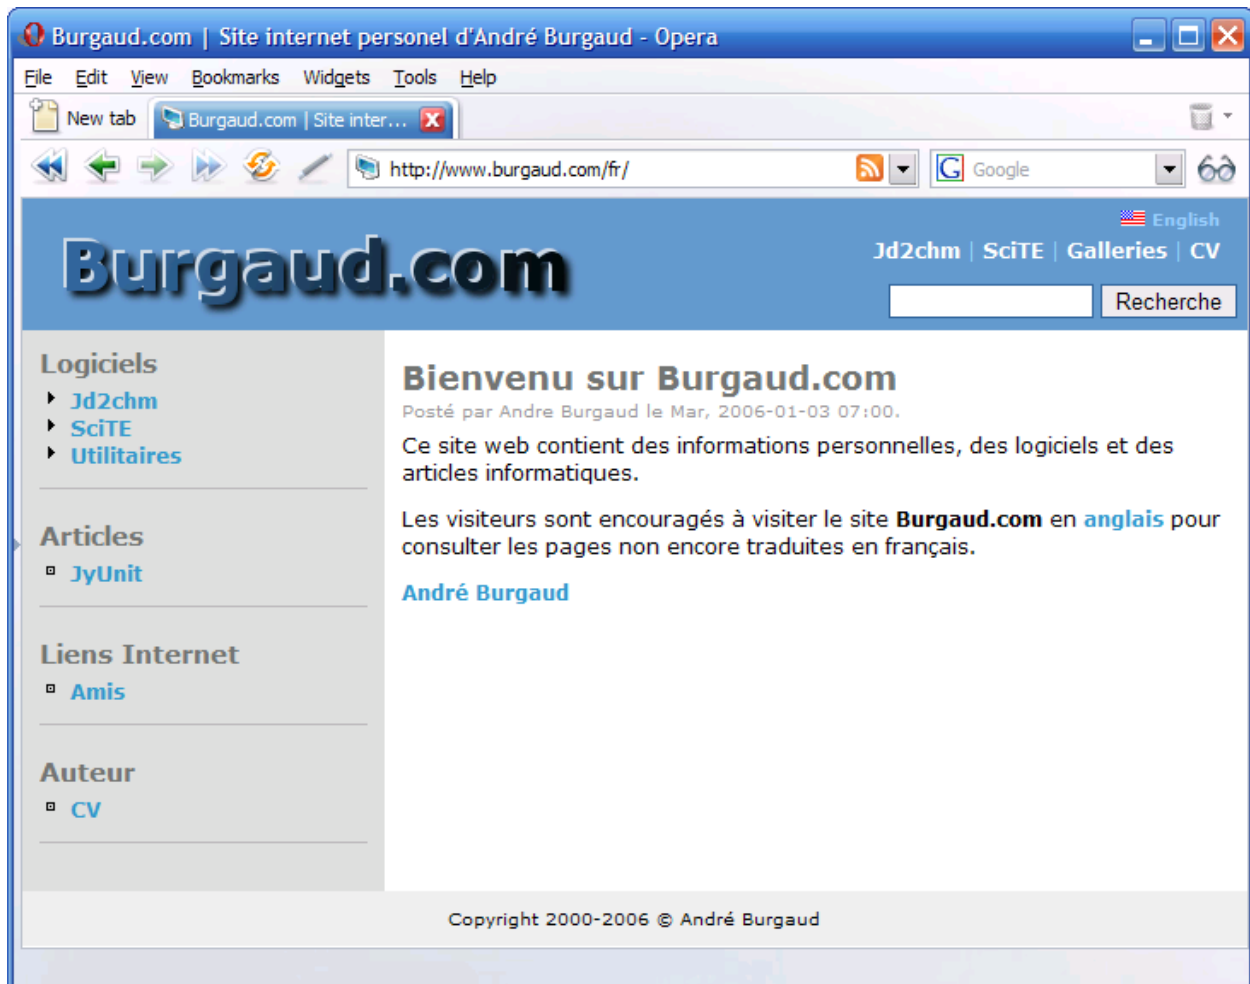 Burgaud.com | Site internet personel d'André Burgaud - Opera
File Edit View Bookmarks Widgets Tools Help
New tab Burgaud.com | Site inter...
http://www.burgaud.com/fr/ G Google
English
Burgaud.com
Jd2chm | SciTE | Galleries | CV
Recherche
Logiciels
Jd2chm
SciTE
Utilitaires
Articles
JyUnit
Liens Internet
Amis
Auteur
CV
Bienvenu sur Burgaud.com
Posté par Andre Burgaud le Mar, 2006-01-03 07:00.
Ce site web contient des informations personnelles, des logiciels et des
articles informatiques.
Les visiteurs sont encouragés à visiter le site Burgaud.com en anglais pour
consulter les pages non encore traduites en français.
André Burgaud
Copyright 2000-2006 © André Burgaud